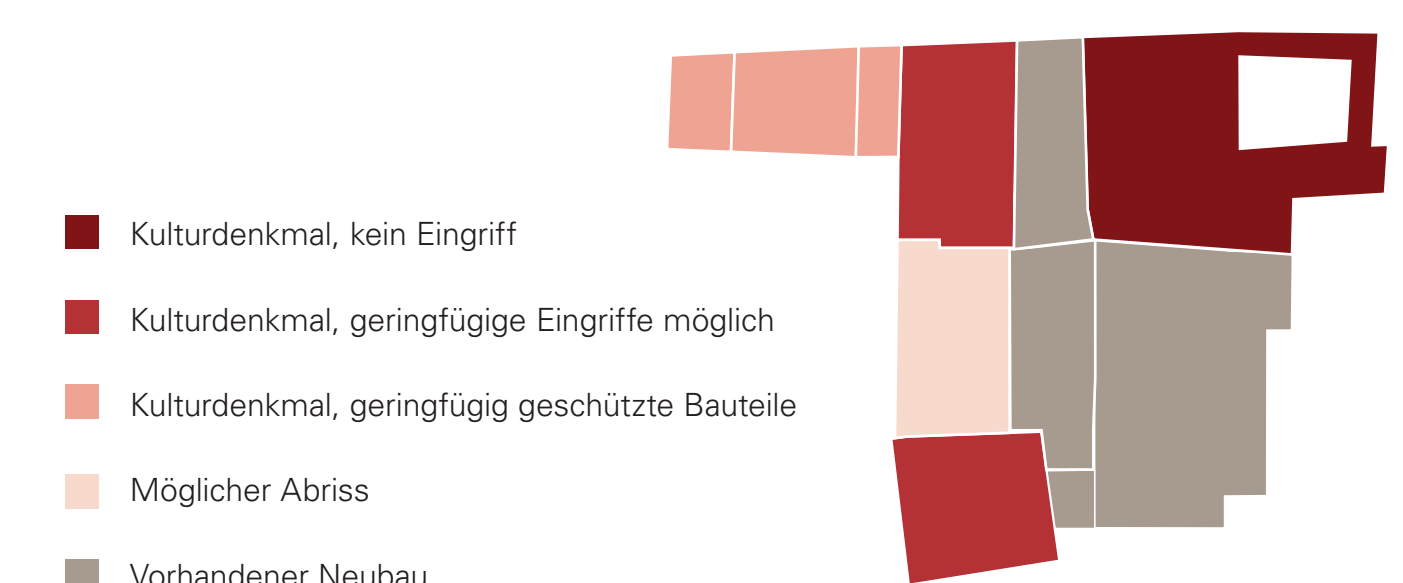 Kulturdenkmal, kein Eingriff
Kulturdenkmal, geringfügige Eingriffe möglich
Kulturdenkmal, geringfügig geschützte Bauteile
Möglicher Abriss
Vorhandener Neubau